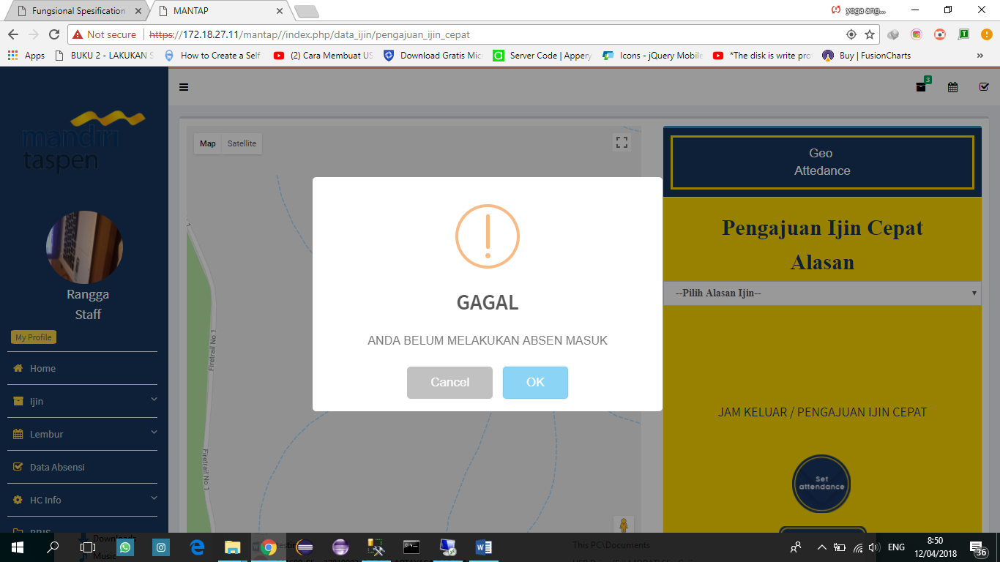 Fungsional Spesification
MANTAP
yoga ang...
Not secure
https://172.18.27.11/mantap//index.php/data_ijin/pengajuan_ijin_cepat
Apps
BUKU 2 - LAKUKAN S
How to Create a Self
(2) Cara Membuat US
Download Gratis Mic
Server Code | Appery
Icons - jQuery Mobile
*The disk is write pro
Buy | FusionCharts
»
3
mandiri
taspen
Rangga
Staff
My Profile
Home
Ijin
Lembur
Data Absensi
HC Info
BRIS
Map
Satellite
Firetrail No 1
Firetrail No 1
Geo
Attedance
Pengajuan Ijin Cepat
Alasan
--Pilih Alasan Ijin--
JAM KELUAR / PENGAJUAN IJIN CEPAT
Set
attendance
GAGAL
ANDA BELUM MELAKUKAN ABSEN MASUK
Cancel
OK
Downloads
Music
This PC\Documents
ENG
8:50
12/04/2018
36